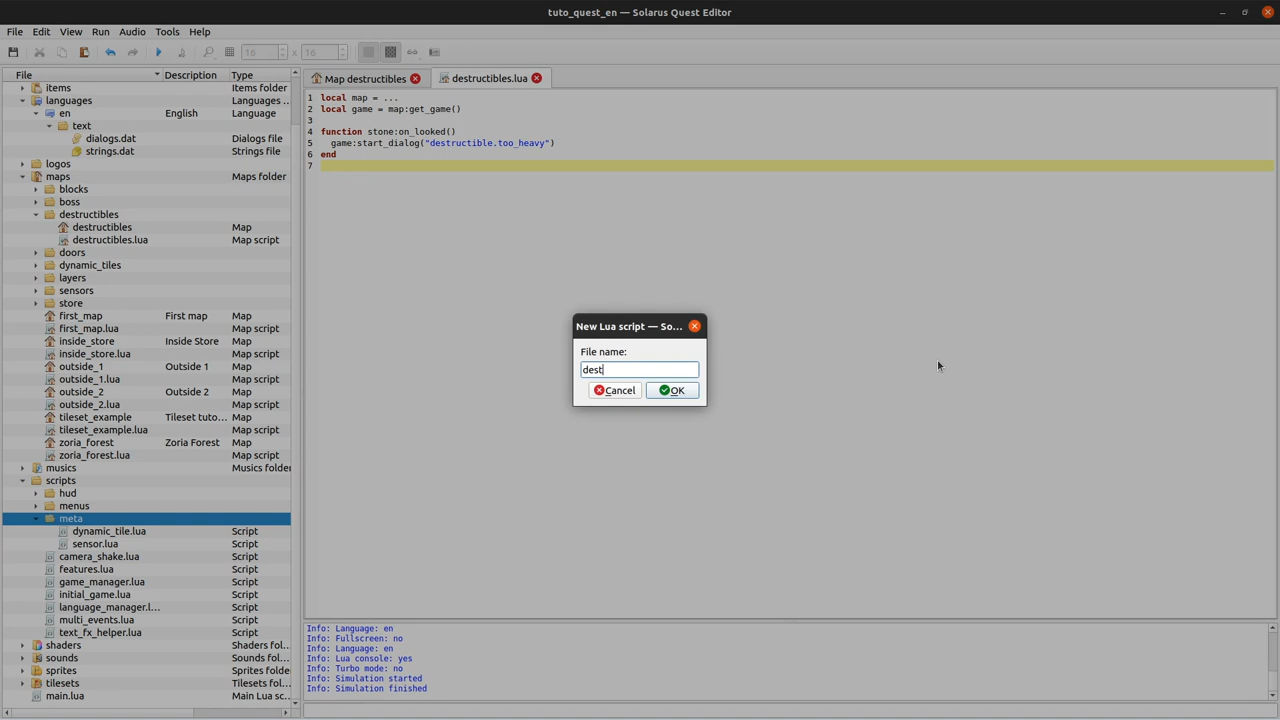 tuto_quest_en — Solarus Quest Editor
File Edit View Run Audio Tools Help
16 x 16
File Description Type
items Items folder
languages Languages ...
en English Language
text
dialogs.dat Dialogs file
strings.dat Strings file
logos
maps Maps folder
blocks
boss
destructibles
destructibles Map
destructibles.lua Map script
doors
dynamic_tiles
layers
sensors
store
first_map First map Map
first_map.lua Map script
inside_store Inside Store Map
inside_store.lua Map script
outside_1 Outside 1 Map
outside_1.lua Map script
outside_2 Outside 2 Map
outside_2.lua Map script
tileset_example Tileset tuto... Map
tileset_example.lua Map script
zoria_forest Zoria Forest Map
zoria_forest.lua Map script
musics Musics folder
scripts
hud
menus
meta
dynamic_tile.lua Script
sensor.lua Script
camera_shake.lua Script
features.lua Script
game_manager.lua Script
initial_game.lua Script
language_manager.l... Script
multi_events.lua Script
text_fx_helper.lua Script
shaders Shaders fol...
sounds Sounds fol...
sprites Sprites folder
tilesets Tilesets fol...
main.lua Main Lua sc...
Map destructibles destructibles.lua
1 local map = ...
2 local game = map:get_game()
3
4 function stone:on_looked()
5 game:start_dialog("destructible.too_heavy")
6 end
7
New Lua script — So...
File name:
dest
Cancel OK
Info: Language: en
Info: Fullscreen: no
Info: Language: en
Info: Lua console: yes
Info: Turbo mode: no
Info: Simulation started
Info: Simulation finished